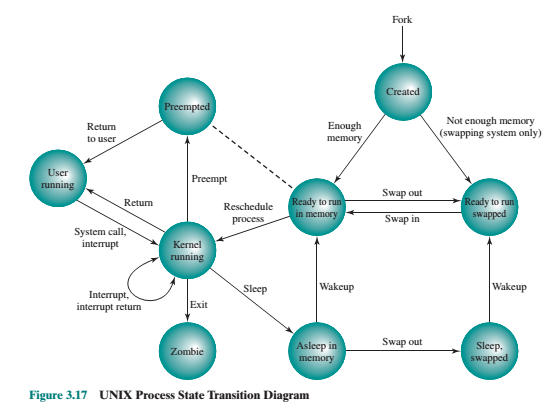 Fork
Created
Preempted
Not enough memory
(swapping system only)
Enough
memory
Return
to user
User
running
Preempt
Return
Reschedule
process
Ready to run
in memory
Swap out
Swap in
Ready to run
swapped
System call,
interrupt
Kernel
running
Interrupt,
interrupt return
Sleep
Wakeup
Wakeup
Exit
Zombie
Asleep in
memory
Swap out
Sleep,
swapped
Figure 3.17 UNIX Process State Transition Diagram